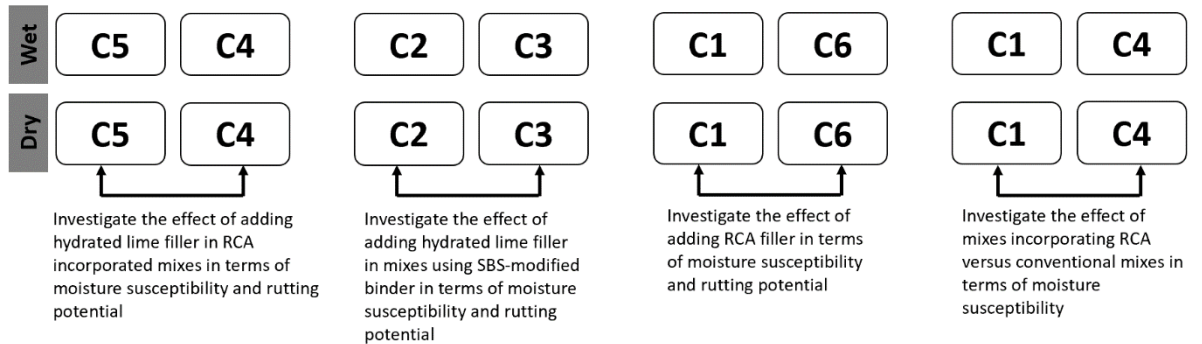 Wet
C5 C4 C2 C3 C1 C6 C1 C4
Dry
C5 C4 C2 C3 C1 C6 C1 C4
Investigate the effect of adding
hydrated lime filler in RCA
incorporated mixes in terms of
moisture susceptibility and rutting
potential
Investigate the effect of
adding hydrated lime filler
in mixes using SBS-modified
binder in terms of moisture
susceptibility and rutting
potential
Investigate the effect of
adding RCA filler in terms
of moisture susceptibility
and rutting potential
Investigate the effect of
mixes incorporating RCA
versus conventional mixes in
terms of moisture
susceptibility